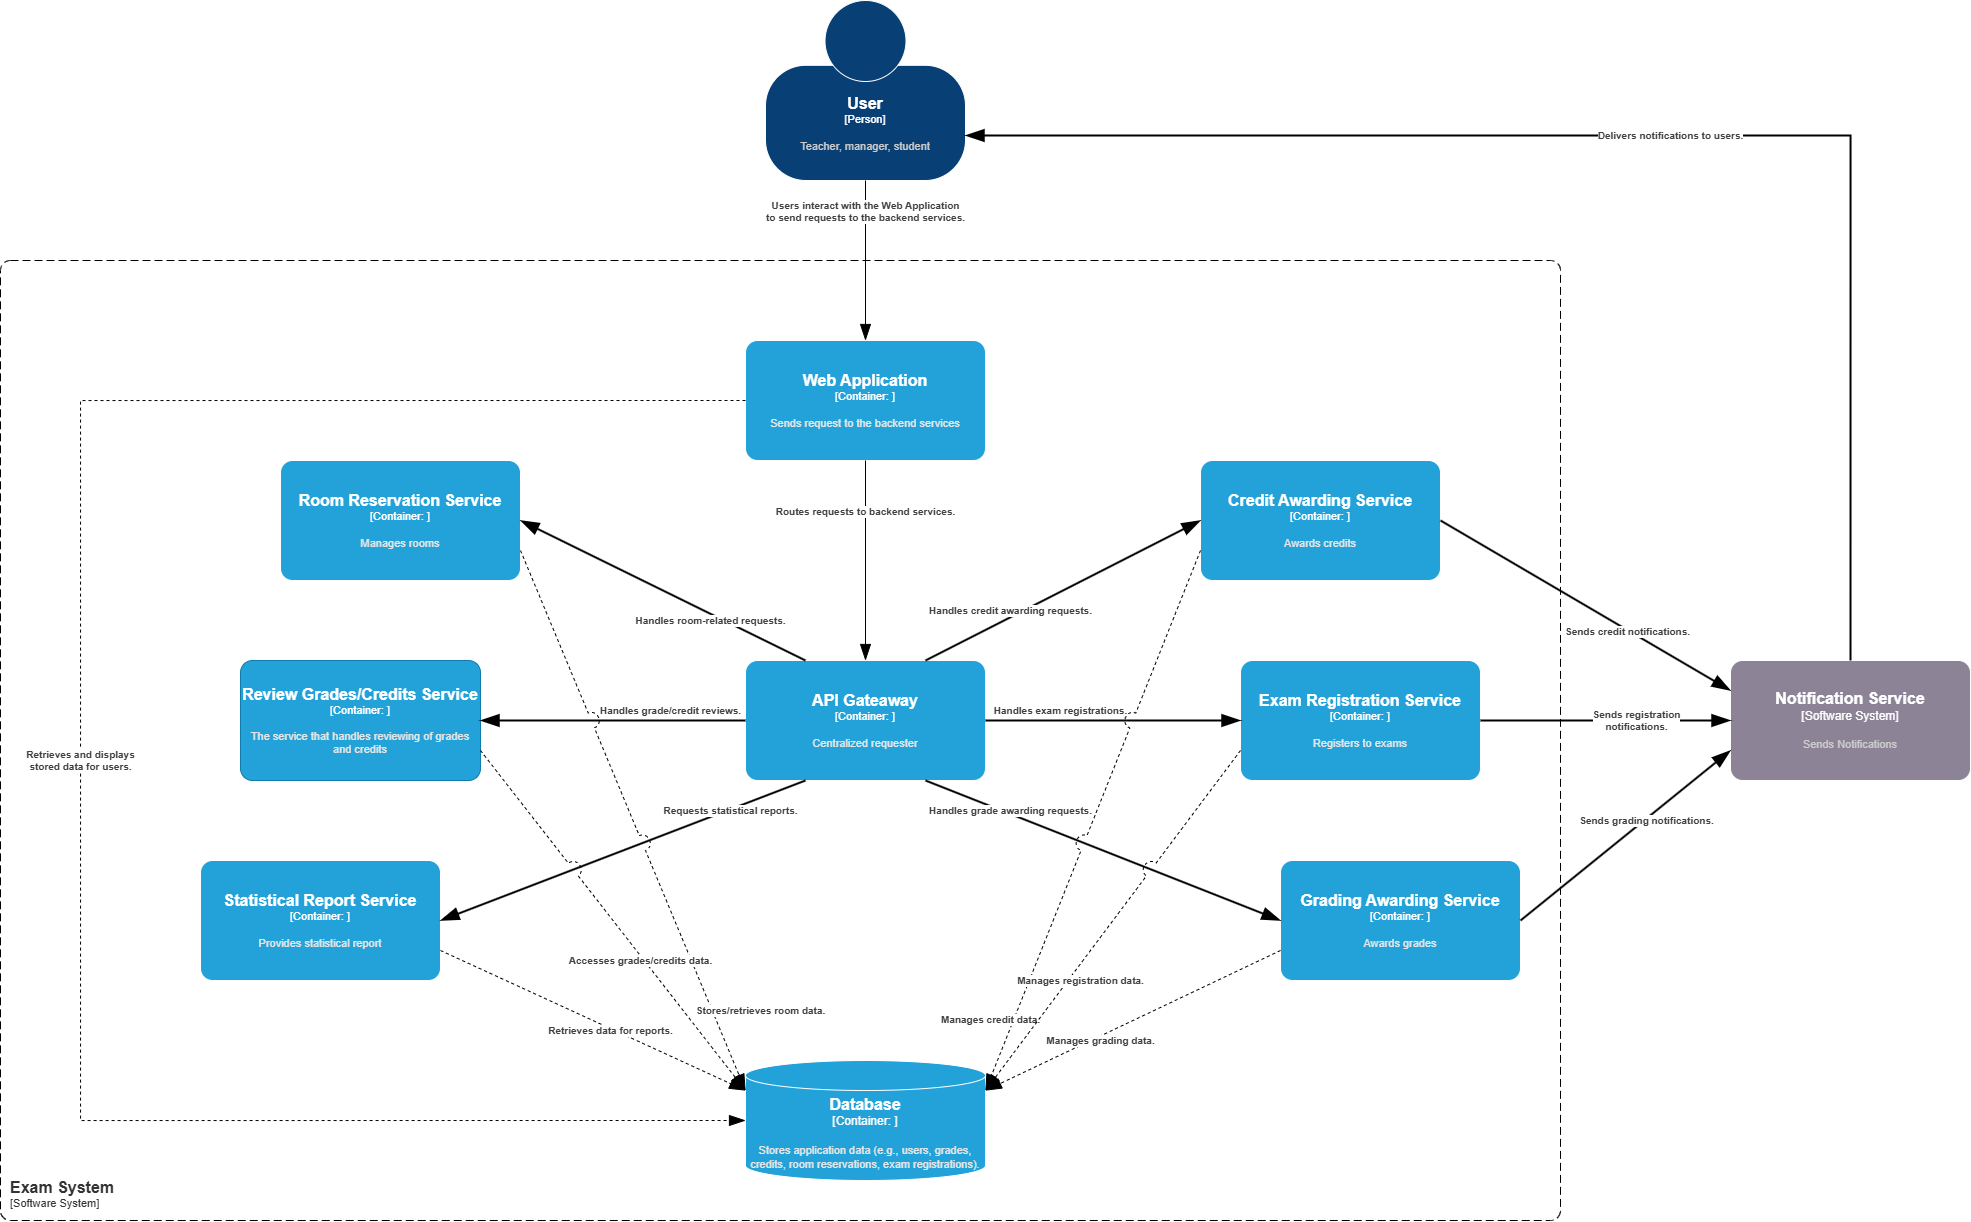 User
[Person]
Teacher, manager, student
Delivers notifications to users.
Users interact with the Web Application
to send requests to the backend services.
Web Application
[Container: ]
Sends request to the backend services
Room Reservation Service
[Container: ]
Manages rooms
Credit Awarding Service
[Container: ]
Awards credits
Routes requests to backend services.
Handles room-related requests.
Handles credit awarding requests.
Sends credit notifications.
Review Grades/Credits Service
[Container: ]
The service that handles reviewing of grades
and credits
Handles grade/credit reviews.
API Gateaway
[Container: ]
Centralized requester
Handles exam registrations.
Exam Registration Service
[Container: ]
Registers to exams
Sends registration
notifications.
Notification Service
[Software System]
Sends Notifications
Retrieves and displays
stored data for users.
Requests statistical reports.
Handles grade awarding requests.
Sends grading notifications.
Statistical Report Service
[Container: ]
Provides statistical report
Grading Awarding Service
[Container: ]
Awards grades
Accesses grades/credits data.
Manages registration data.
Stores/retrieves room data.
Manages credit data.
Retrieves data for reports.
Manages grading data.
Database
[Container: ]
Stores application data (e.g., users, grades,
credits, room reservations, exam registrations).
Exam System
[Software System]